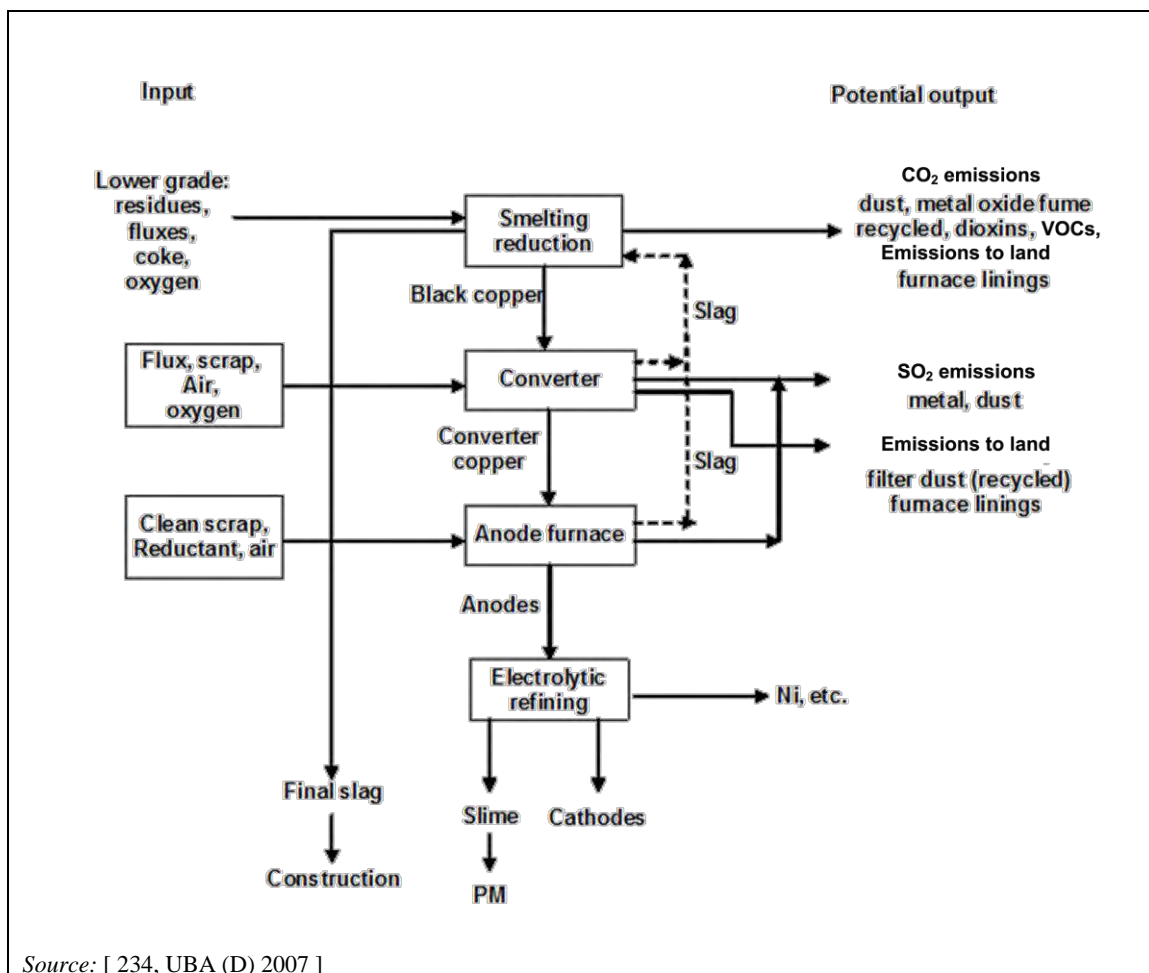 Input
Potential output
Lower grade:
residues,
fluxes,
coke,
oxygen
Smelting
reduction
CO₂ emissions
dust, metal oxide fume
recycled, dioxins, VOCs,
Emissions to land
furnace linings
Black copper
Slag
Flux, scrap,
Air,
oxygen
Converter
SO₂ emissions
metal, dust
Converter
copper
Slag
Emissions to land
filter dust (recycled)
furnace linings
Clean scrap,
Reductant, air
Anode furnace
Anodes
Electrolytic
refining
Ni, etc.
Final slag
Slime
Cathodes
Construction
PM
Source: [ 234, UBA (D) 2007 ]